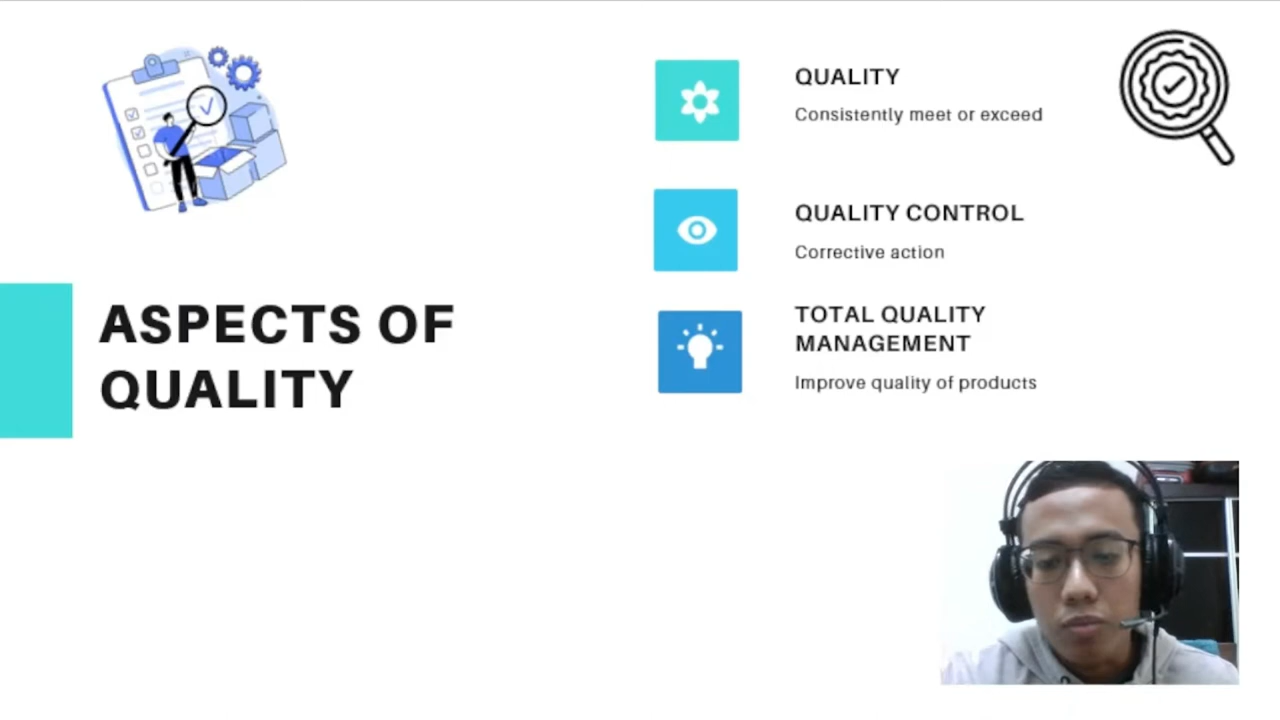 ASPECTS OF
QUALITY
QUALITY
Consistently meet or exceed
QUALITY CONTROL
Corrective action
TOTAL QUALITY
MANAGEMENT
Improve quality of products